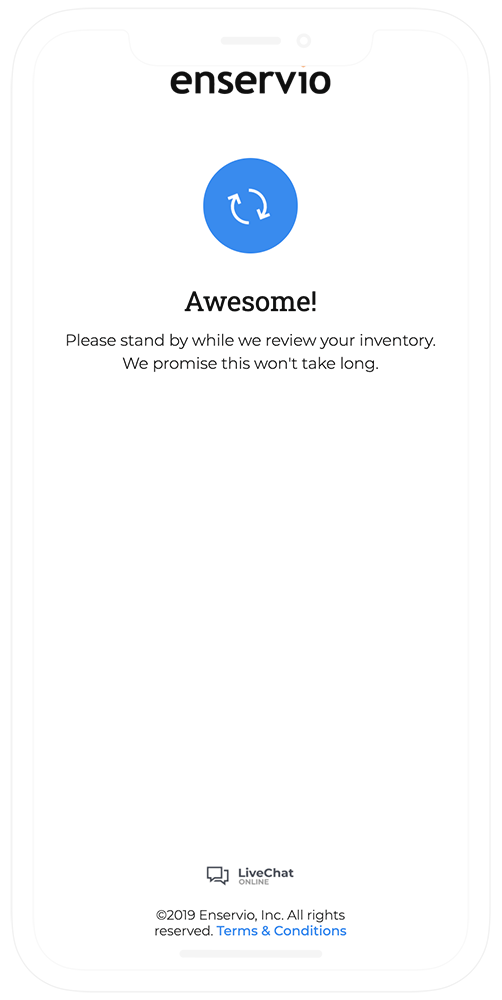 enservio
Awesome!
Please stand by while we review your inventory.
We promise this won't take long.
LiveChat
ONLINE
©2019 Enservio, Inc. All rights
reserved. Terms & Conditions